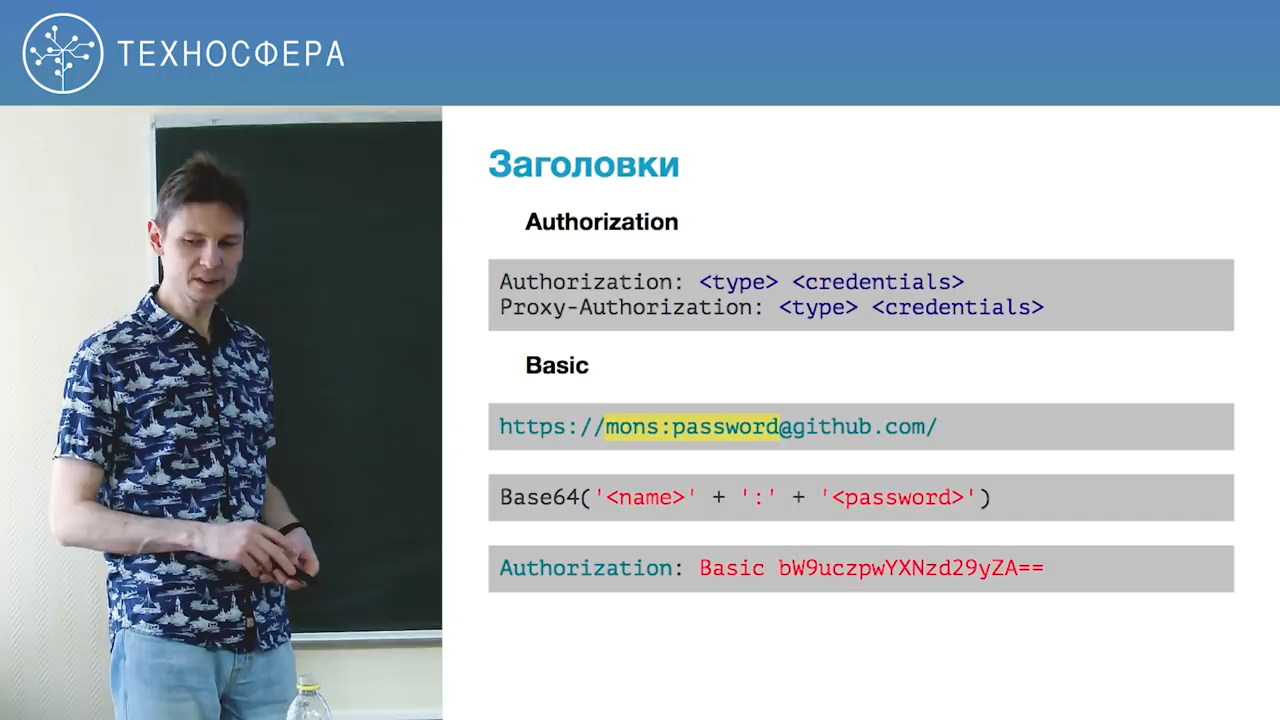 ТЕХНОСФЕРА
Заголовки
Authorization
Authorization: <type> <credentials>
Proxy-Authorization: <type> <credentials>
Basic
https://mons:password@github.com/
Base64('<name>' + ':' + '<password>')
Authorization: Basic bW9uczpwYXNzd29yZA==